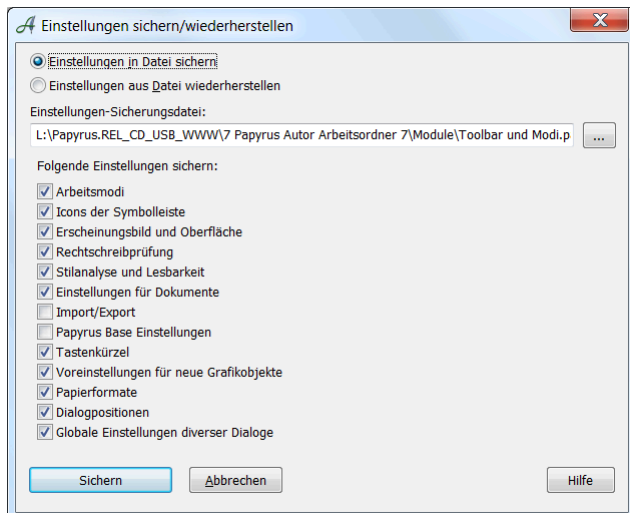 Einstellungen sichern/wiederherstellen
Einstellungen in Datei sichern
Einstellungen aus Datei wiederherstellen
Einstellungen-Sicherungsdatei:
L:\Papyrus.REL_CD_USB_WWW\7 Papyrus Autor Arbeitsordner 7\Module\Toolbar und Modi.p
...
Folgende Einstellungen sichern:
Arbeitsmodi
Icons der Symbolleiste
Erscheinungsbild und Oberfläche
Rechtschreibprüfung
Stilanalyse und Lesbarkeit
Einstellungen für Dokumente
Import/Export
Papyrus Base Einstellungen
Tastenkürzel
Voreinstellungen für neue Grafikobjekte
Papierformate
Dialogpositionen
Globale Einstellungen diverser Dialoge
Sichern Abbrechen Hilfe